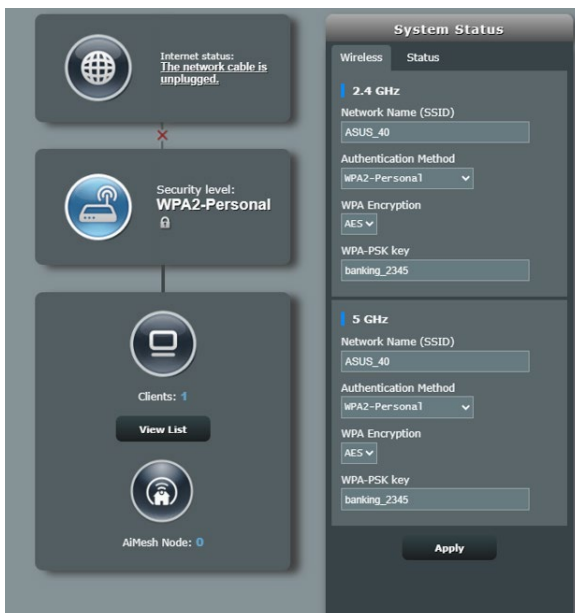 Internet status:
The network cable is
unplugged.
Security level:
WPA2-Personal
Clients: 1
View List
AiMesh Node: 0
System Status
Wireless Status
2.4 GHz
Network Name (SSID)
ASUS_40
Authentication Method
WPA2-Personal
WPA Encryption
AES
WPA-PSK key
banking_2345
5 GHz
Network Name (SSID)
ASUS_40
Authentication Method
WPA2-Personal
WPA Encryption
AES
WPA-PSK key
banking_2345
Apply